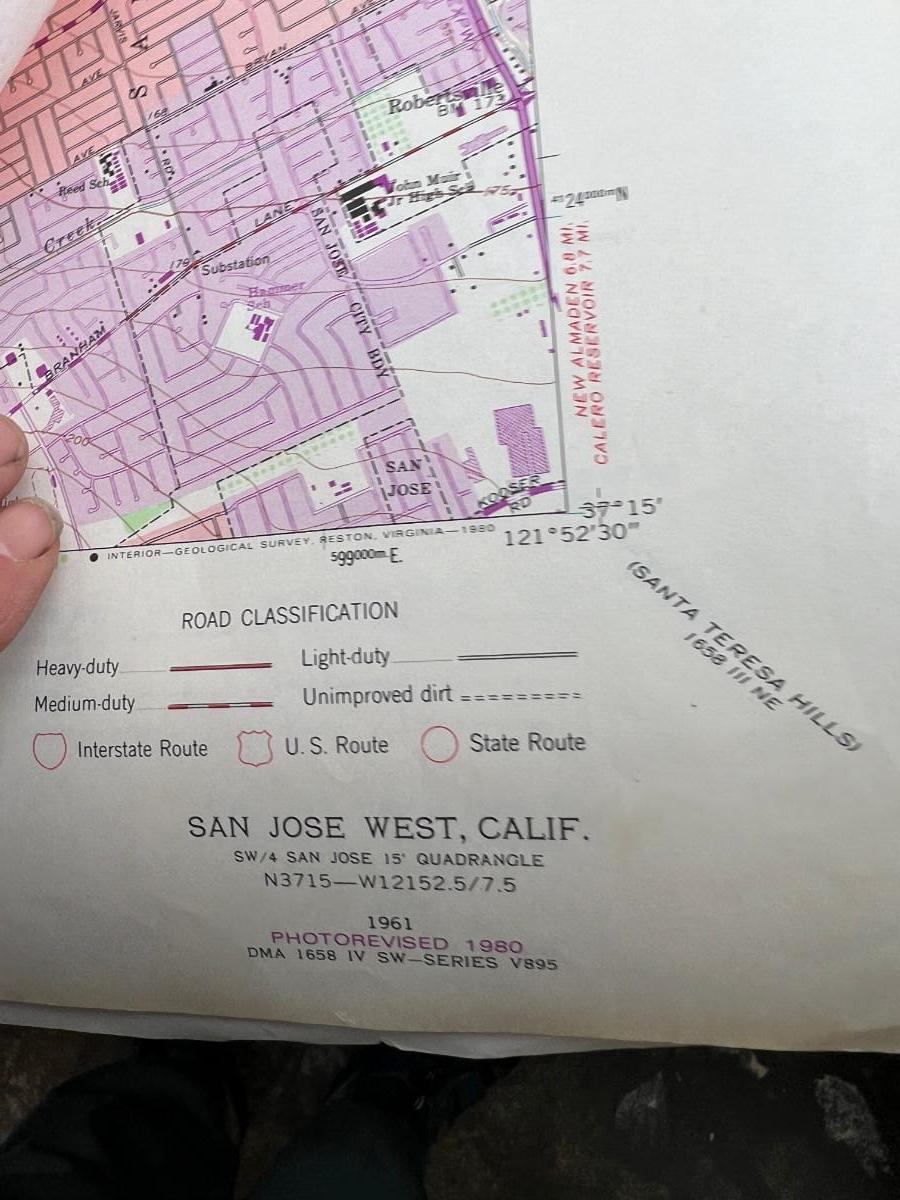 JARVIS
AVE
S A
AVE
BRYAN
168
Robertsville
BM 173
AVE
RD
Reed Sch
John Muir
Jr High Sch
175
Creek
LANE
SAN JOSE CITY BDY
179
Substation
Hammer
Sch
BRANHAM
200
NEW ALMADEN 6.8 MI.
CALERO RESERVOIR 7.7 MI.
SAN
JOSE
KOOSER
RD
37°15'
121°52'30"
INTERIOR—GEOLOGICAL SURVEY, RESTON, VIRGINIA—1980
599000m E.
(SANTA TERESA HILLS)
1658 III NE
ROAD CLASSIFICATION
Heavy-duty
Light-duty
Medium-duty
Unimproved dirt
Interstate Route
U. S. Route
State Route
SAN JOSE WEST, CALIF.
SW/4 SAN JOSE 15' QUADRANGLE
N3715—W12152.5/7.5
1961
PHOTOREVISED 1980
DMA 1658 IV SW—SERIES V895